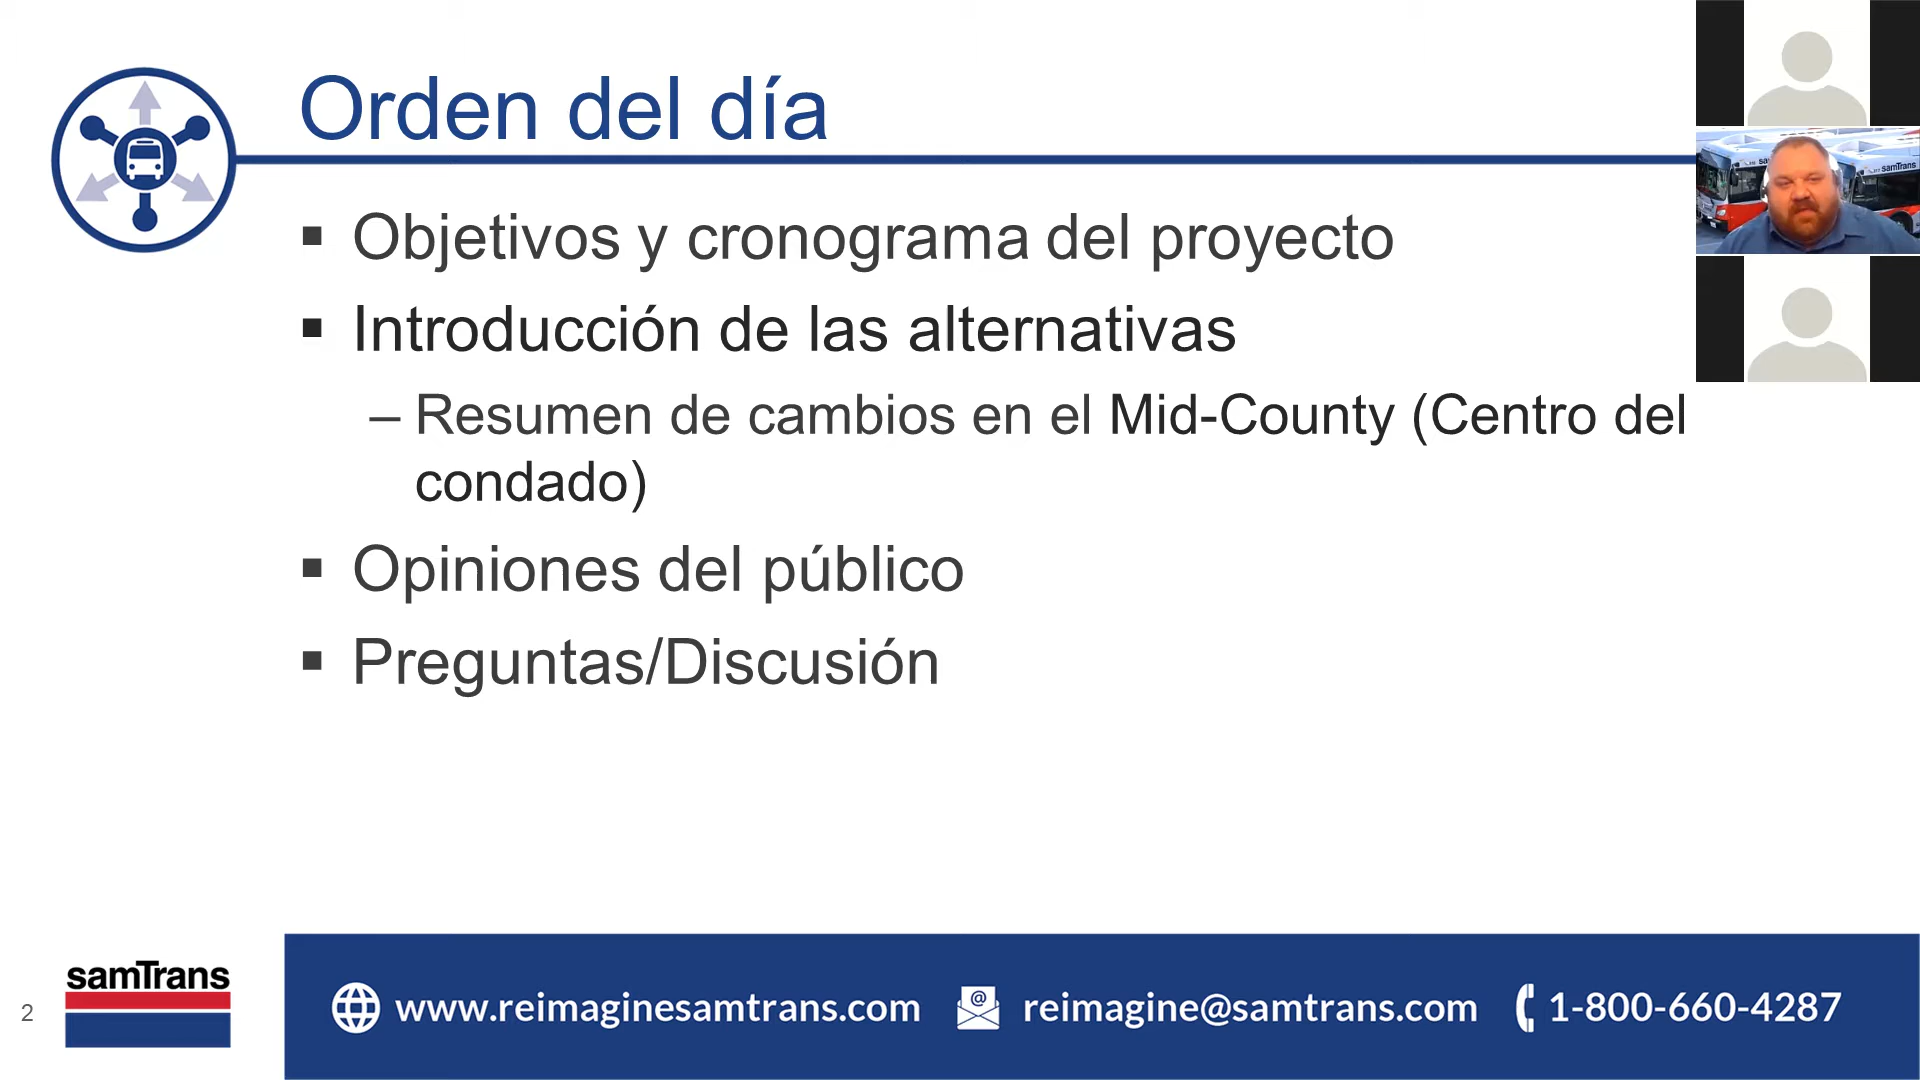 Orden del día
▪ Objetivos y cronograma del proyecto
▪ Introducción de las alternativas
– Resumen de cambios en el Mid-County (Centro del
condado)
▪ Opiniones del público
▪ Preguntas/Discusión
samTrans
2
samTrans
www.reimaginesamtrans.com
reimagine@samtrans.com
1-800-660-4287